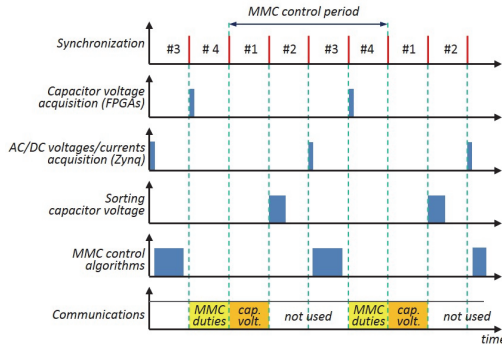 MMC control period
Synchronization
#3 # 4 #1 #2 #3 #4 #1 #2
Capacitor voltage
acquisition (FPGAs)
AC/DC voltages/currents
acquisition (Zynq)
Sorting
capacitor voltage
MMC control
algorithms
Communications
MMC duties
cap. volt.
not used
MMC duties
cap. volt.
not used
time